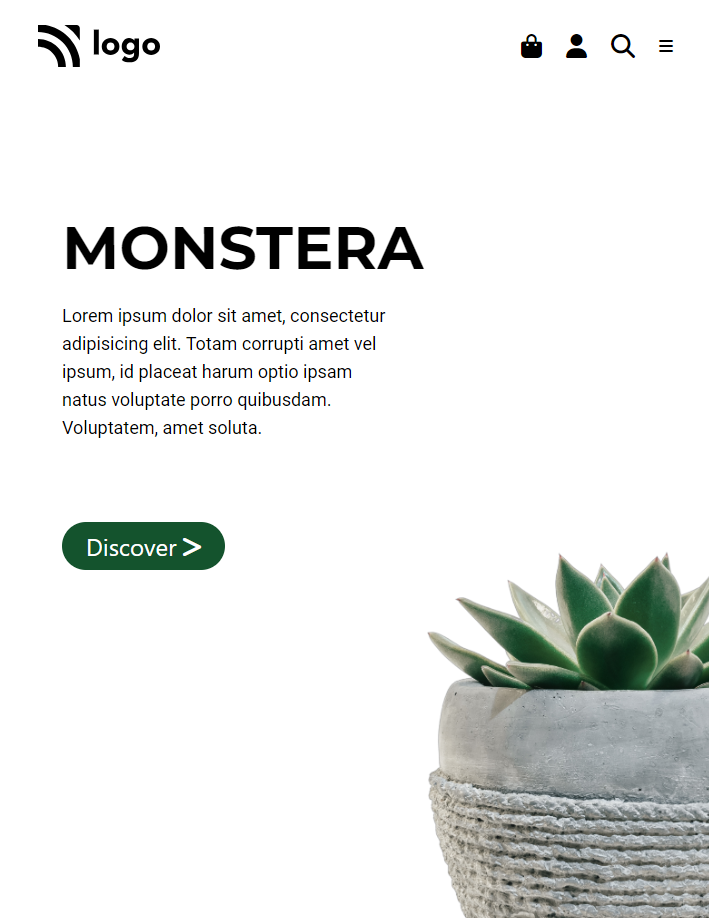 logo
MONSTERA
Lorem ipsum dolor sit amet, consectetur
adipisicing elit. Totam corrupti amet vel
ipsum, id placeat harum optio ipsam
natus voluptate porro quibusdam.
Voluptatem, amet soluta.
Discover >